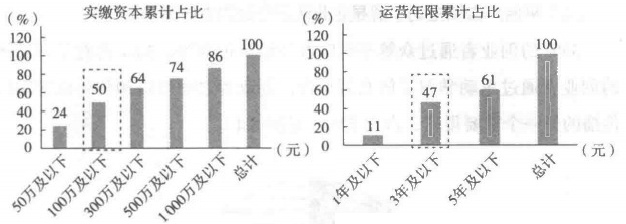 实缴资本累计占比
(%)
120
100
80
60
40
20
0
24
50
64
74
86
100
50万及以下
100万及以下
300万及以下
500万及以下
1000万及以下
总计
(元)
运营年限累计占比
(%)
120
100
80
60
40
20
0
11
47
61
100
1年及以下
3年及以下
5年及以下
总计
(元)